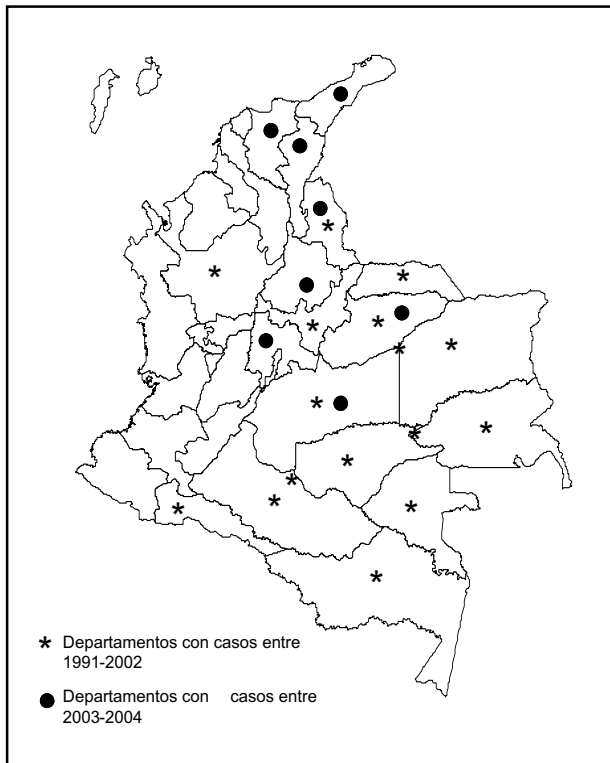 * Departamentos con casos entre
1991-2002
● Departamentos con casos entre
2003-2004